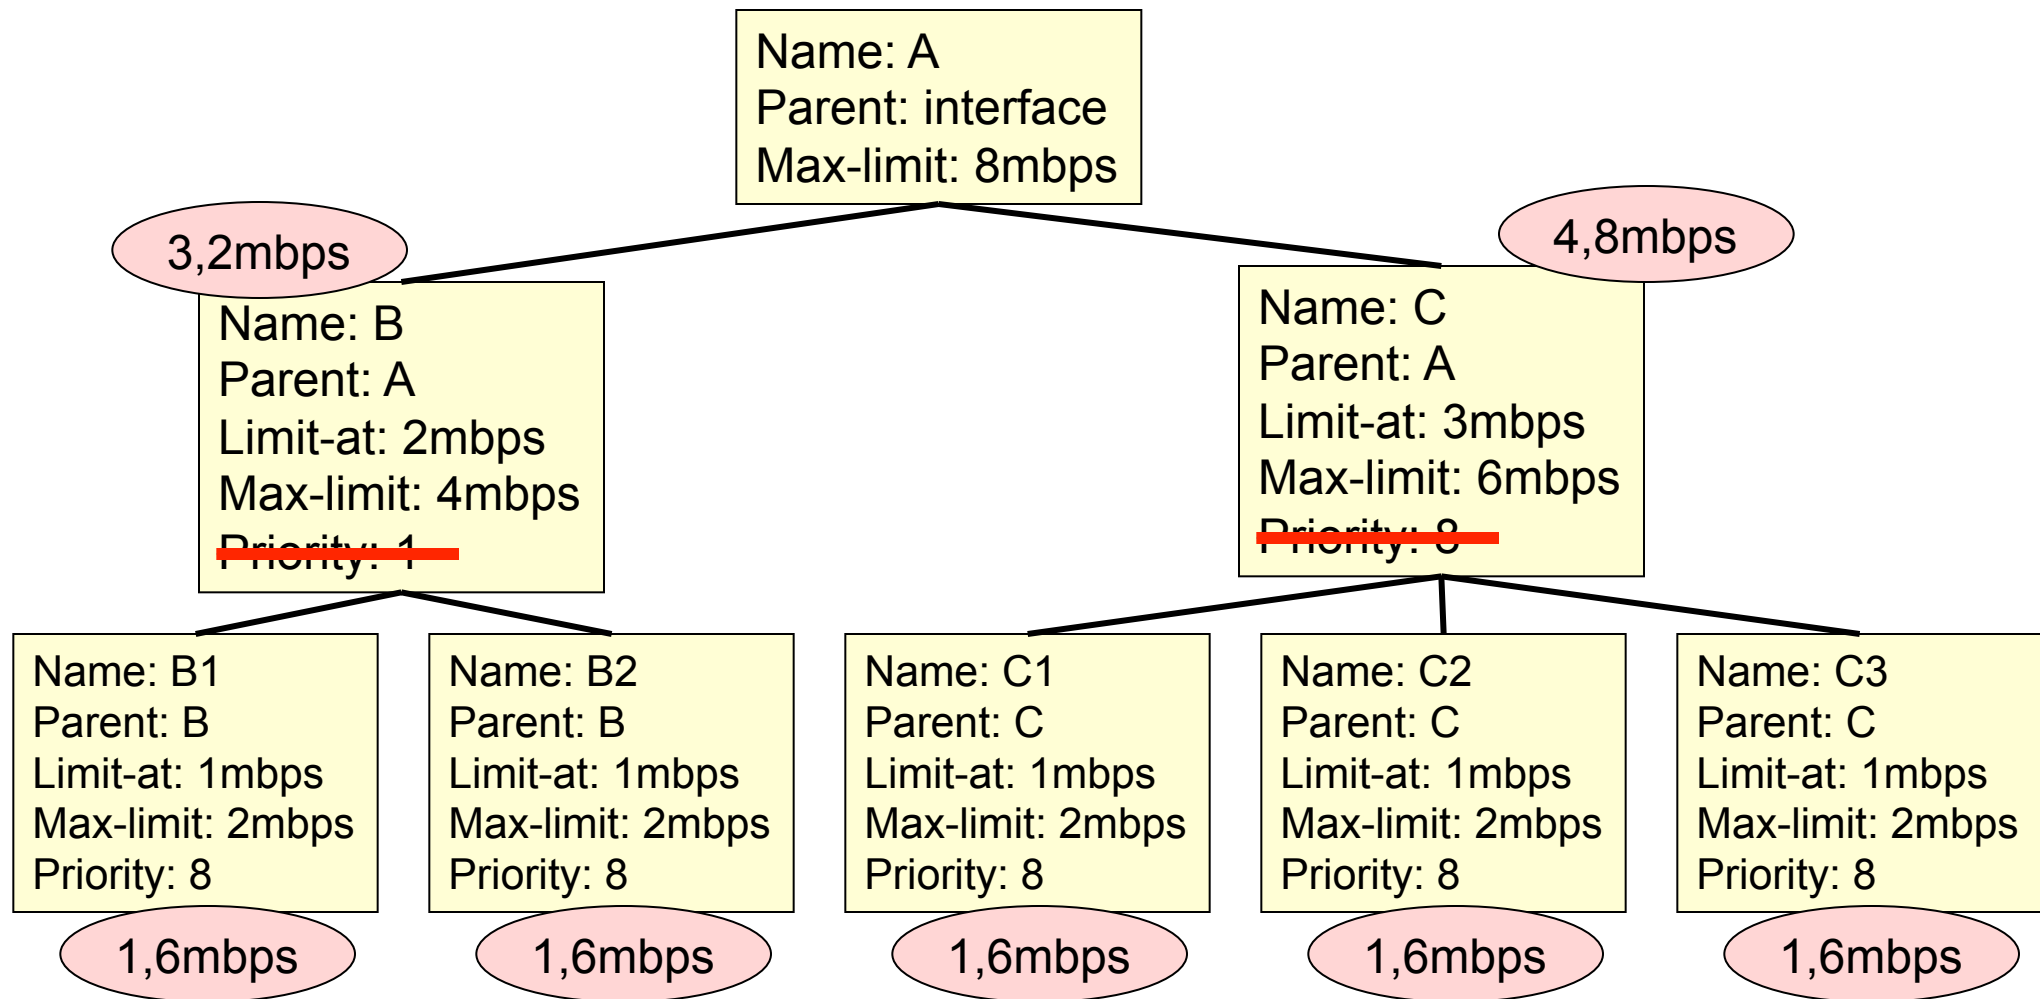 Name: A
Parent: interface
Max-limit: 8mbps
3,2mbps
4,8mbps
Name: B
Parent: A
Limit-at: 2mbps
Max-limit: 4mbps
Priority: 1
Name: C
Parent: A
Limit-at: 3mbps
Max-limit: 6mbps
Priority: 8
Name: B1
Parent: B
Limit-at: 1mbps
Max-limit: 2mbps
Priority: 8
1,6mbps
Name: B2
Parent: B
Limit-at: 1mbps
Max-limit: 2mbps
Priority: 8
1,6mbps
Name: C1
Parent: C
Limit-at: 1mbps
Max-limit: 2mbps
Priority: 8
1,6mbps
Name: C2
Parent: C
Limit-at: 1mbps
Max-limit: 2mbps
Priority: 8
1,6mbps
Name: C3
Parent: C
Limit-at: 1mbps
Max-limit: 2mbps
Priority: 8
1,6mbps